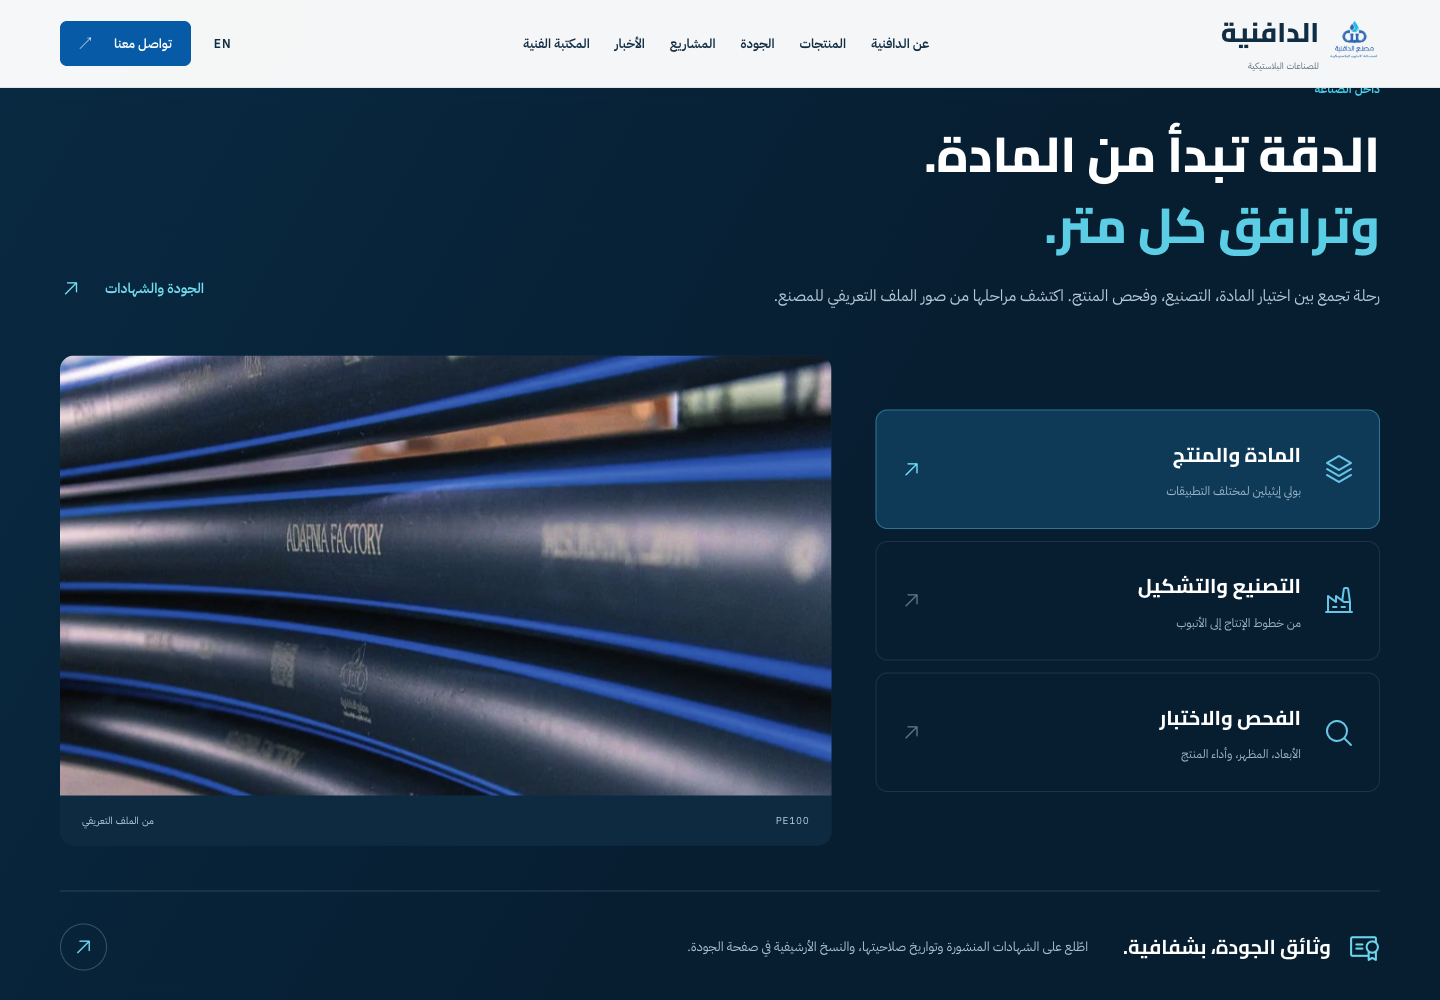 الدافنية
للصناعات البلاستيكية
مصنع الدافنية
عن الدافنية
المنتجات
الجودة
المشاريع
الأخبار
المكتبة الفنية
EN
تواصل معنا
داخل الصناعة
الدقة تبدأ من المادة.
وترافق كل متر.
رحلة تجمع بين اختيار المادة، التصنيع، وفحص المنتج. اكتشف مراحلها من صور الملف التعريفي للمصنع.
الجودة والشهادات
المادة والمنتج
بولي إيثيلين لمختلف التطبيقات
التصنيع والتشكيل
من خطوط الإنتاج إلى الأنبوب
الفحص والاختبار
الأبعاد، المظهر، وأداء المنتج
ADAFNIA FACTORY
PE100
من الملف التعريفي
وثائق الجودة، بشفافية.
اطّلع على الشهادات المنشورة وتواريخ صلاحيتها، والنسخ الأرشيفية في صفحة الجودة.